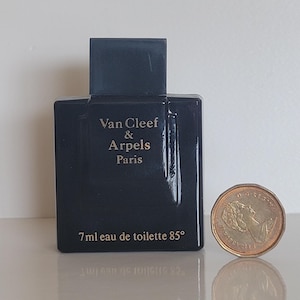 Van Cleef
&
Arpels
Paris
7ml eau de toilette 85°